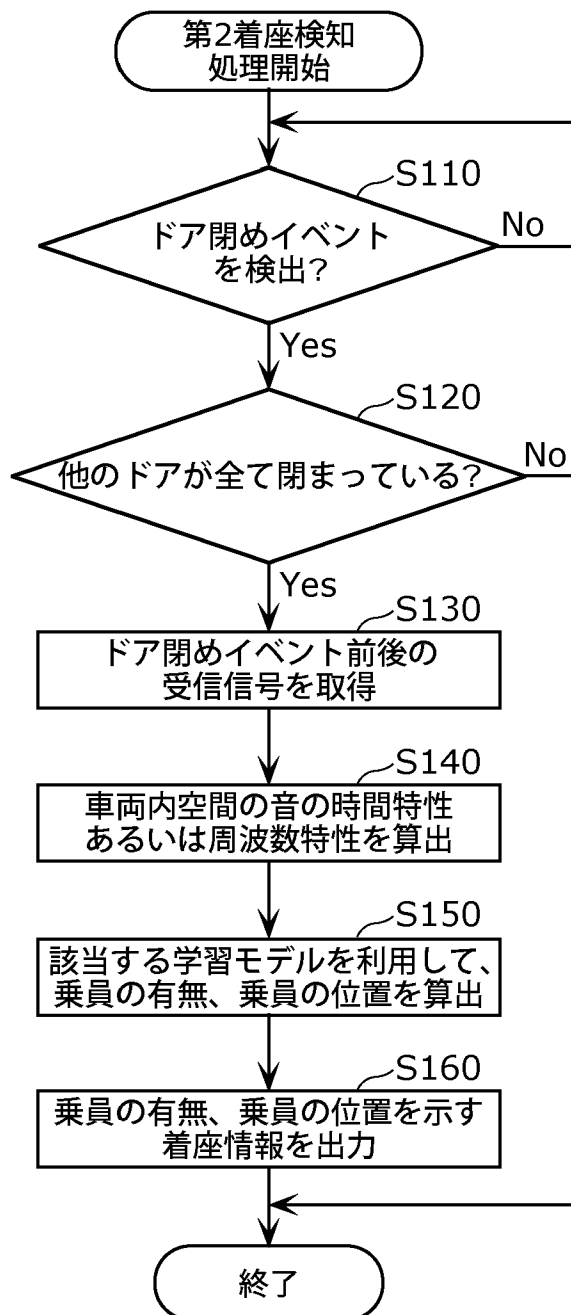 第2着座検知
処理開始
S110
ドア閉めイベント
を検出?
No
Yes
S120
他のドアが全て閉まっている?
No
Yes
S130
ドア閉めイベント前後の
受信信号を取得
S140
車両内空間の音の時間特性
あるいは周波数特性を算出
S150
該当する学習モデルを利用して、
乗員の有無、乗員の位置を算出
S160
乗員の有無、乗員の位置を示す
着座情報を出力
終了